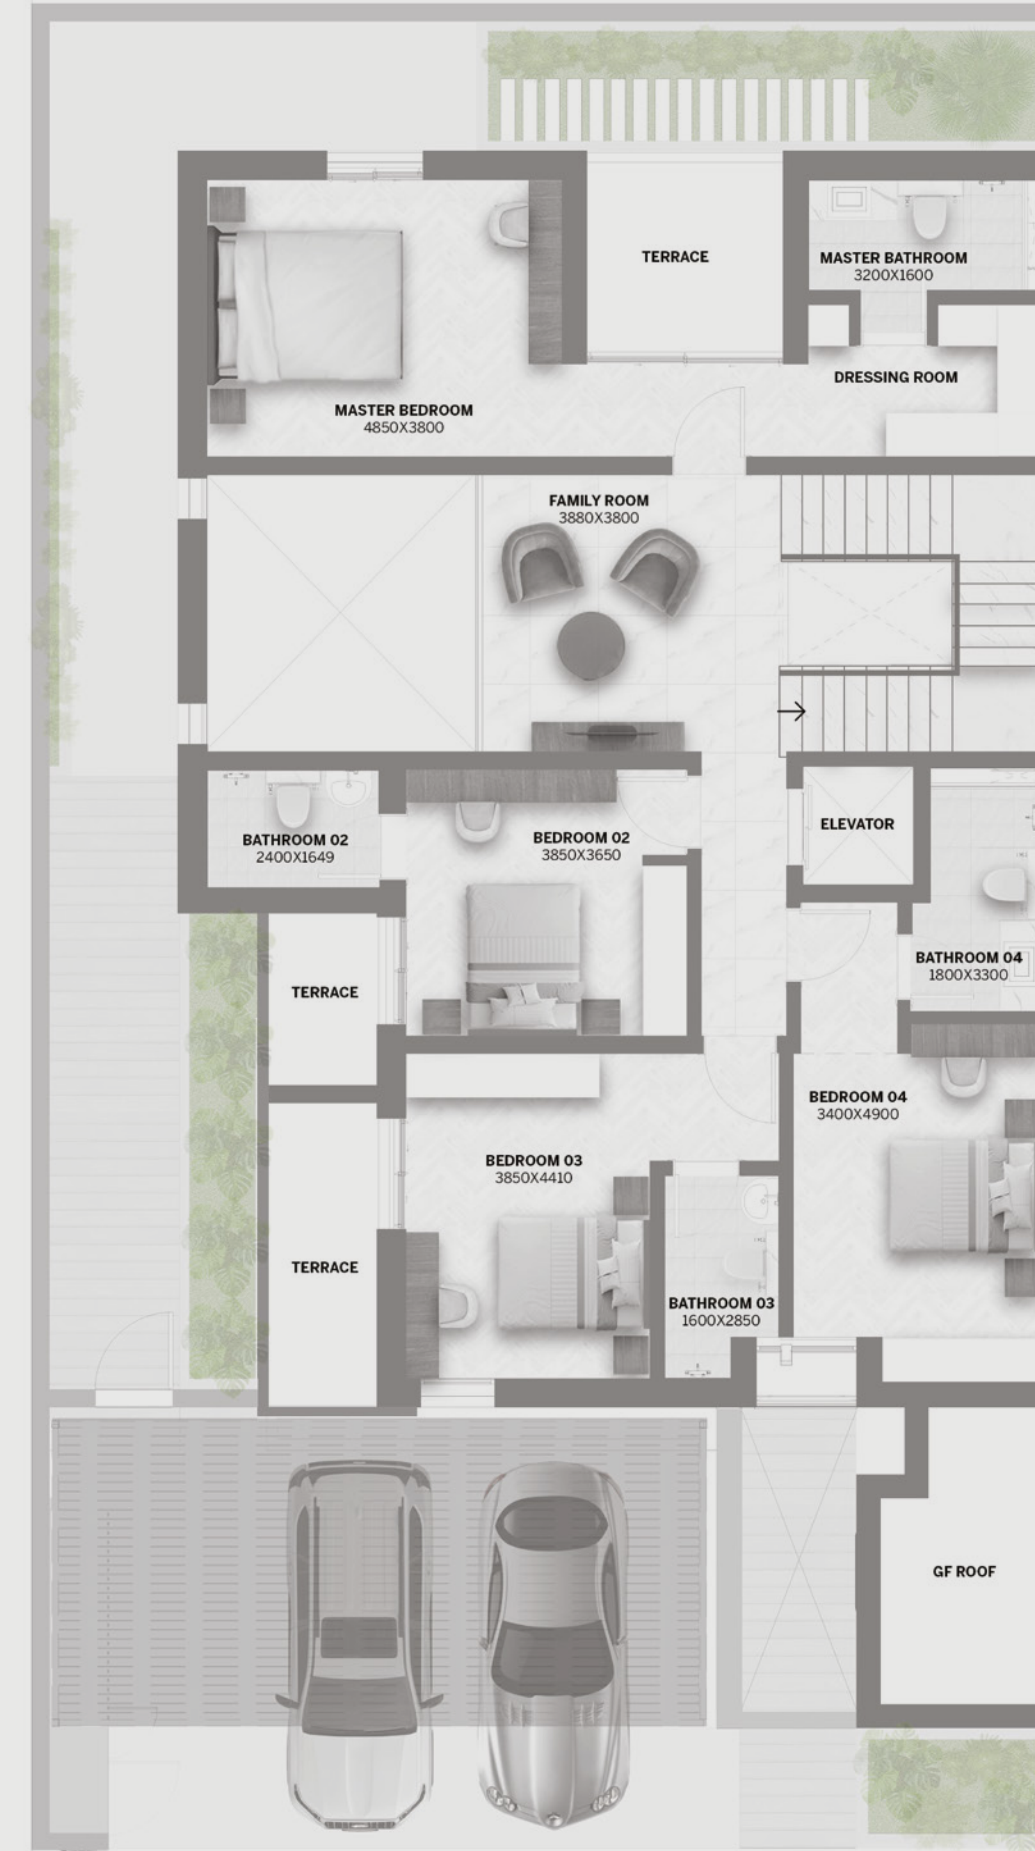 TERRACE
MASTER BATHROOM
3200X1600
DRESSING ROOM
MASTER BEDROOM
4850X3800
FAMILY ROOM
3880X3800
ELEVATOR
BATHROOM 02
2400X1649
BEDROOM 02
3850X3650
BATHROOM 04
1800X3300
TERRACE
BEDROOM 04
3400X4900
BEDROOM 03
3850X4410
TERRACE
BATHROOM 03
1600X2850
GF ROOF